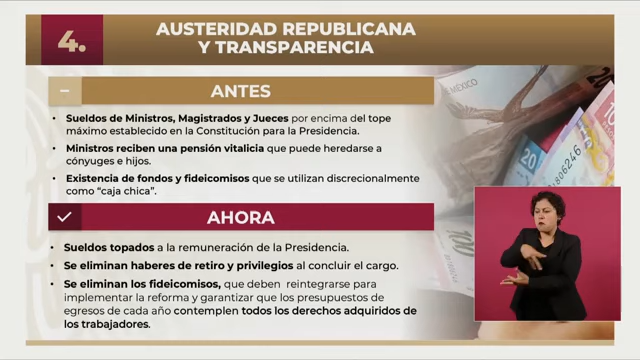 4.
AUSTERIDAD REPUBLICANA
Y TRANSPARENCIA
ANTES
• Sueldos de Ministros, Magistrados y Jueces por encima del tope
máximo establecido en la Constitución para la Presidencia.
• Ministros reciben una pensión vitalicia que puede heredarse a
cónyuges e hijos.
• Existencia de fondos y fideicomisos que se utilizan discrecionalmente
como “caja chica”.
AHORA
• Sueldos topados a la remuneración de la Presidencia.
• Se eliminan haberes de retiro y privilegios al concluir el cargo.
• Se eliminan los fideicomisos, que deben reintegrarse para
implementar la reforma y garantizar que los presupuestos de
egresos de cada año contemplen todos los derechos adquiridos de
los trabajadores.
MÉXICO
20
100